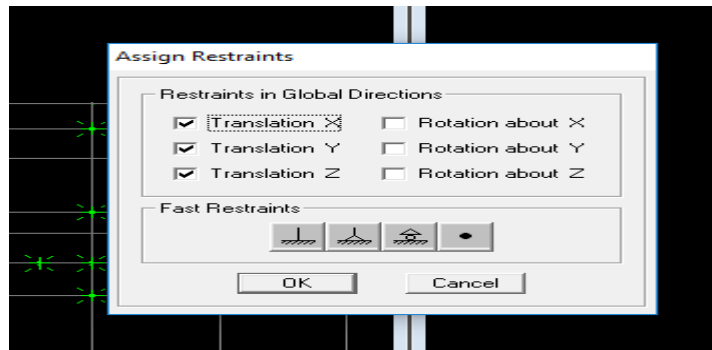 Assign Restraints
Restraints in Global Directions
Translation X Rotation about X
Translation Y Rotation about Y
Translation Z Rotation about Z
Fast Restraints
OK Cancel